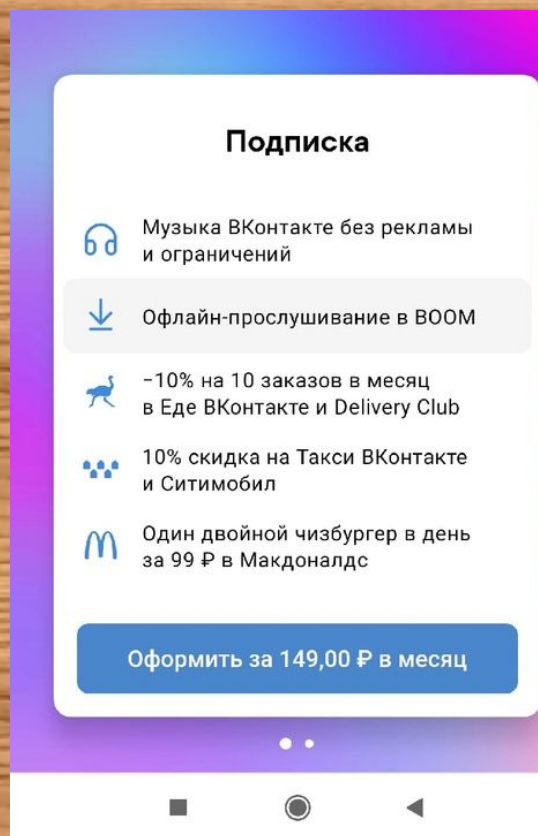 Подписка
Музыка ВКонтакте без рекламы
и ограничений
Офлайн-прослушивание в BOOM
−10% на 10 заказов в месяц
в Еде ВКонтакте и Delivery Club
10% скидка на Такси ВКонтакте
и Ситимобил
Один двойной чизбургер в день
за 99 ₽ в Макдоналдс
Оформить за 149,00 ₽ в месяц